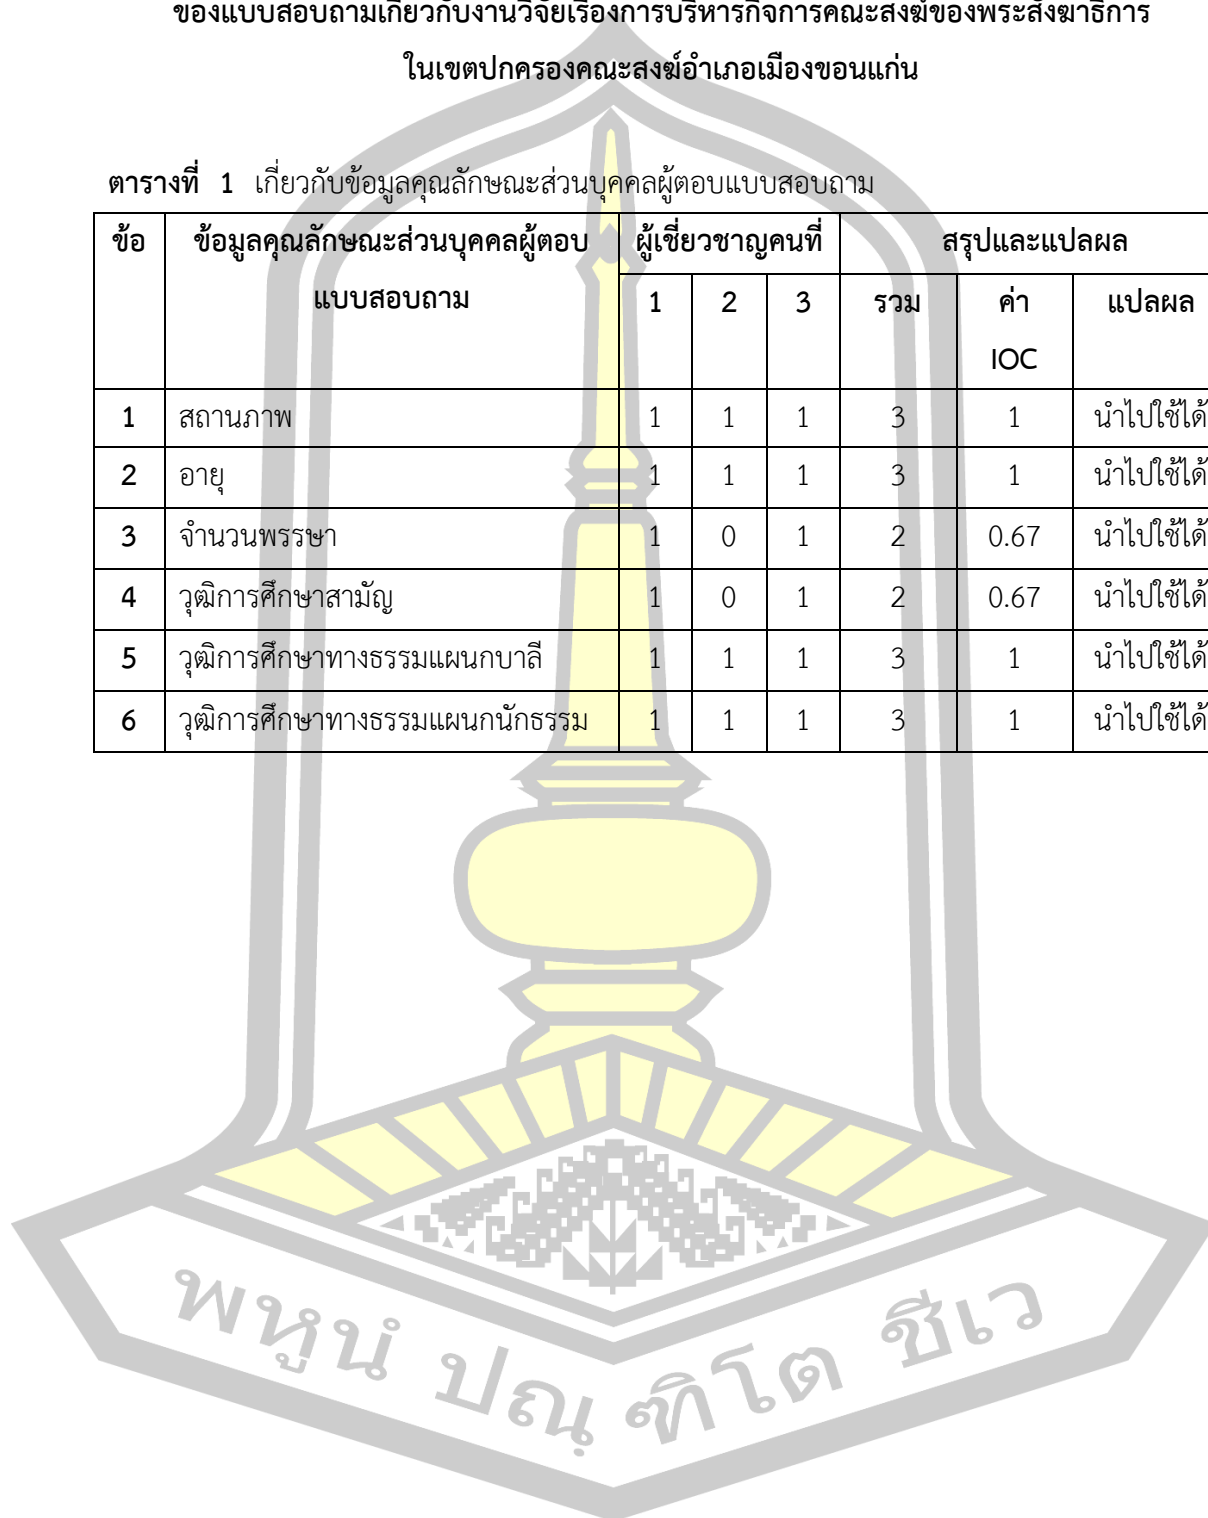 ของแบบสอบถามเกี่ยวกับงานวิจัยเรื่องการบริหารกิจการคณะสงฆ์ของพระสังฆาธิการ
ในเขตปกครองคณะสงฆ์อำเภอเมืองขอนแก่น
ตารางที่ 1 เกี่ยวกับข้อมูลคุณลักษณะส่วนบุคคลผู้ตอบแบบสอบถาม
ข้อ ข้อมูลคุณลักษณะส่วนบุคคลผู้ตอบ ผู้เชี่ยวชาญคนที่ สรุปและแปลผล
แบบสอบถาม 1 2 3 รวม ค่า แปลผล
IOC
1 สถานภาพ 1 1 1 3 1 นำไปใช้ได้
2 อายุ 1 1 1 3 1 นำไปใช้ได้
3 จำนวนพรรษา 1 0 1 2 0.67 นำไปใช้ได้
4 วุฒิการศึกษาสามัญ 1 0 1 2 0.67 นำไปใช้ได้
5 วุฒิการศึกษาทางธรรมแผนกบาลี 1 1 1 3 1 นำไปใช้ได้
6 วุฒิการศึกษาทางธรรมแผนกนักธรรม 1 1 1 3 1 นำไปใช้ได้
พหูนํ ปณฺฑิโต ชีเว